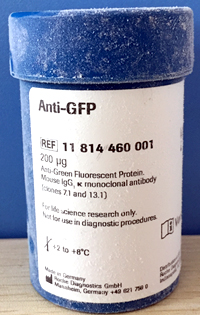 Anti-GFP
REF 11 814 460 001
200 µg
Anti-Green Fluorescent Protein,
Mouse IgG, κ monoclonal antibody
(clones 7.1 and 13.1)
For life science research only.
Not for use in diagnostic procedures.
+2 to +8°C
Made in Germany
Roche Diagnostics GmbH
Mannheim, Germany +49 621 759 0